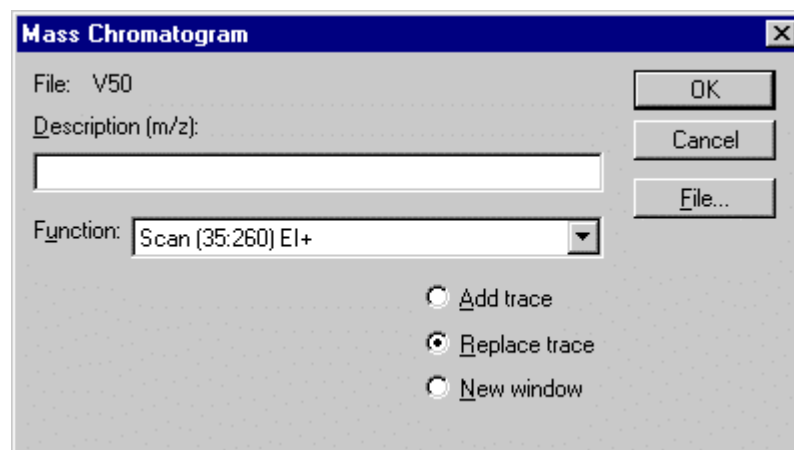 Mass Chromatogram
File: V50
OK
Description (m/z):
Cancel
File...
Function: Scan (35:260) EI+
Add trace
Replace trace
New window